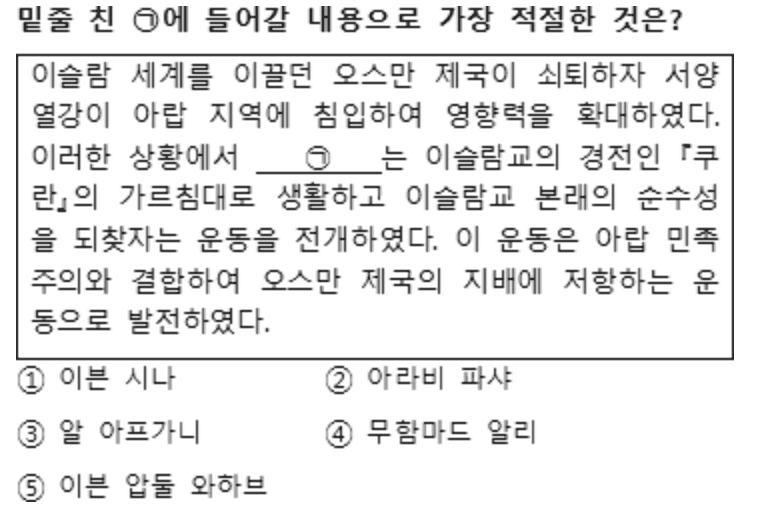 밑줄 친 ㉠에 들어갈 내용으로 가장 적절한 것은?
이슬람 세계를 이끌던 오스만 제국이 쇠퇴하자 서양
열강이 아랍 지역에 침입하여 영향력을 확대하였다.
이러한 상황에서 ___㉠___는 이슬람교의 경전인 『쿠
란』의 가르침대로 생활하고 이슬람교 본래의 순수성
을 되찾자는 운동을 전개하였다. 이 운동은 아랍 민족
주의와 결합하여 오스만 제국의 지배에 저항하는 운
동으로 발전하였다.
① 이븐 시나 ② 아라비 파샤
③ 알 아프가니 ④ 무함마드 알리
⑤ 이븐 압둘 와하브